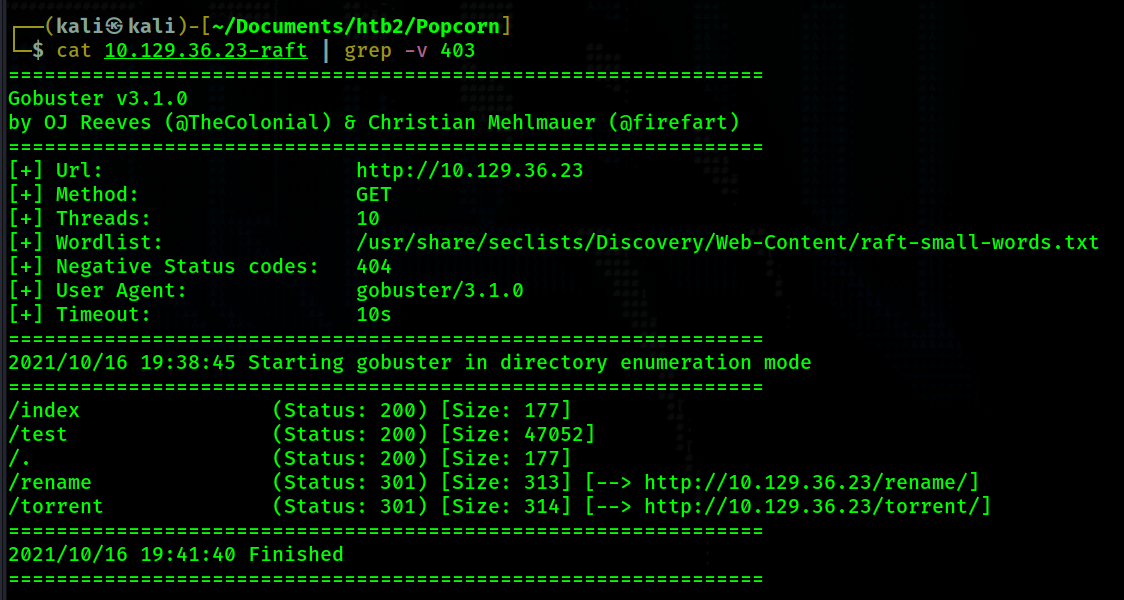 ┌──(kali㉿kali)-[~/Documents/htb2/Popcorn]
└─$ cat 10.129.36.23-raft | grep -v 403
===============================================================
Gobuster v3.1.0
by OJ Reeves (@TheColonial) & Christian Mehlmauer (@firefart)
===============================================================
[+] Url:                     http://10.129.36.23
[+] Method:                  GET
[+] Threads:                 10
[+] Wordlist:                /usr/share/seclists/Discovery/Web-Content/raft-small-words.txt
[+] Negative Status codes:   404
[+] User Agent:              gobuster/3.1.0
[+] Timeout:                 10s
===============================================================
2021/10/16 19:38:45 Starting gobuster in directory enumeration mode
===============================================================
/index                (Status: 200) [Size: 177]
/test                 (Status: 200) [Size: 47052]
/.                    (Status: 200) [Size: 177]
/rename               (Status: 301) [Size: 313] [--> http://10.129.36.23/rename/]
/torrent              (Status: 301) [Size: 314] [--> http://10.129.36.23/torrent/]
===============================================================
2021/10/16 19:41:40 Finished
===============================================================